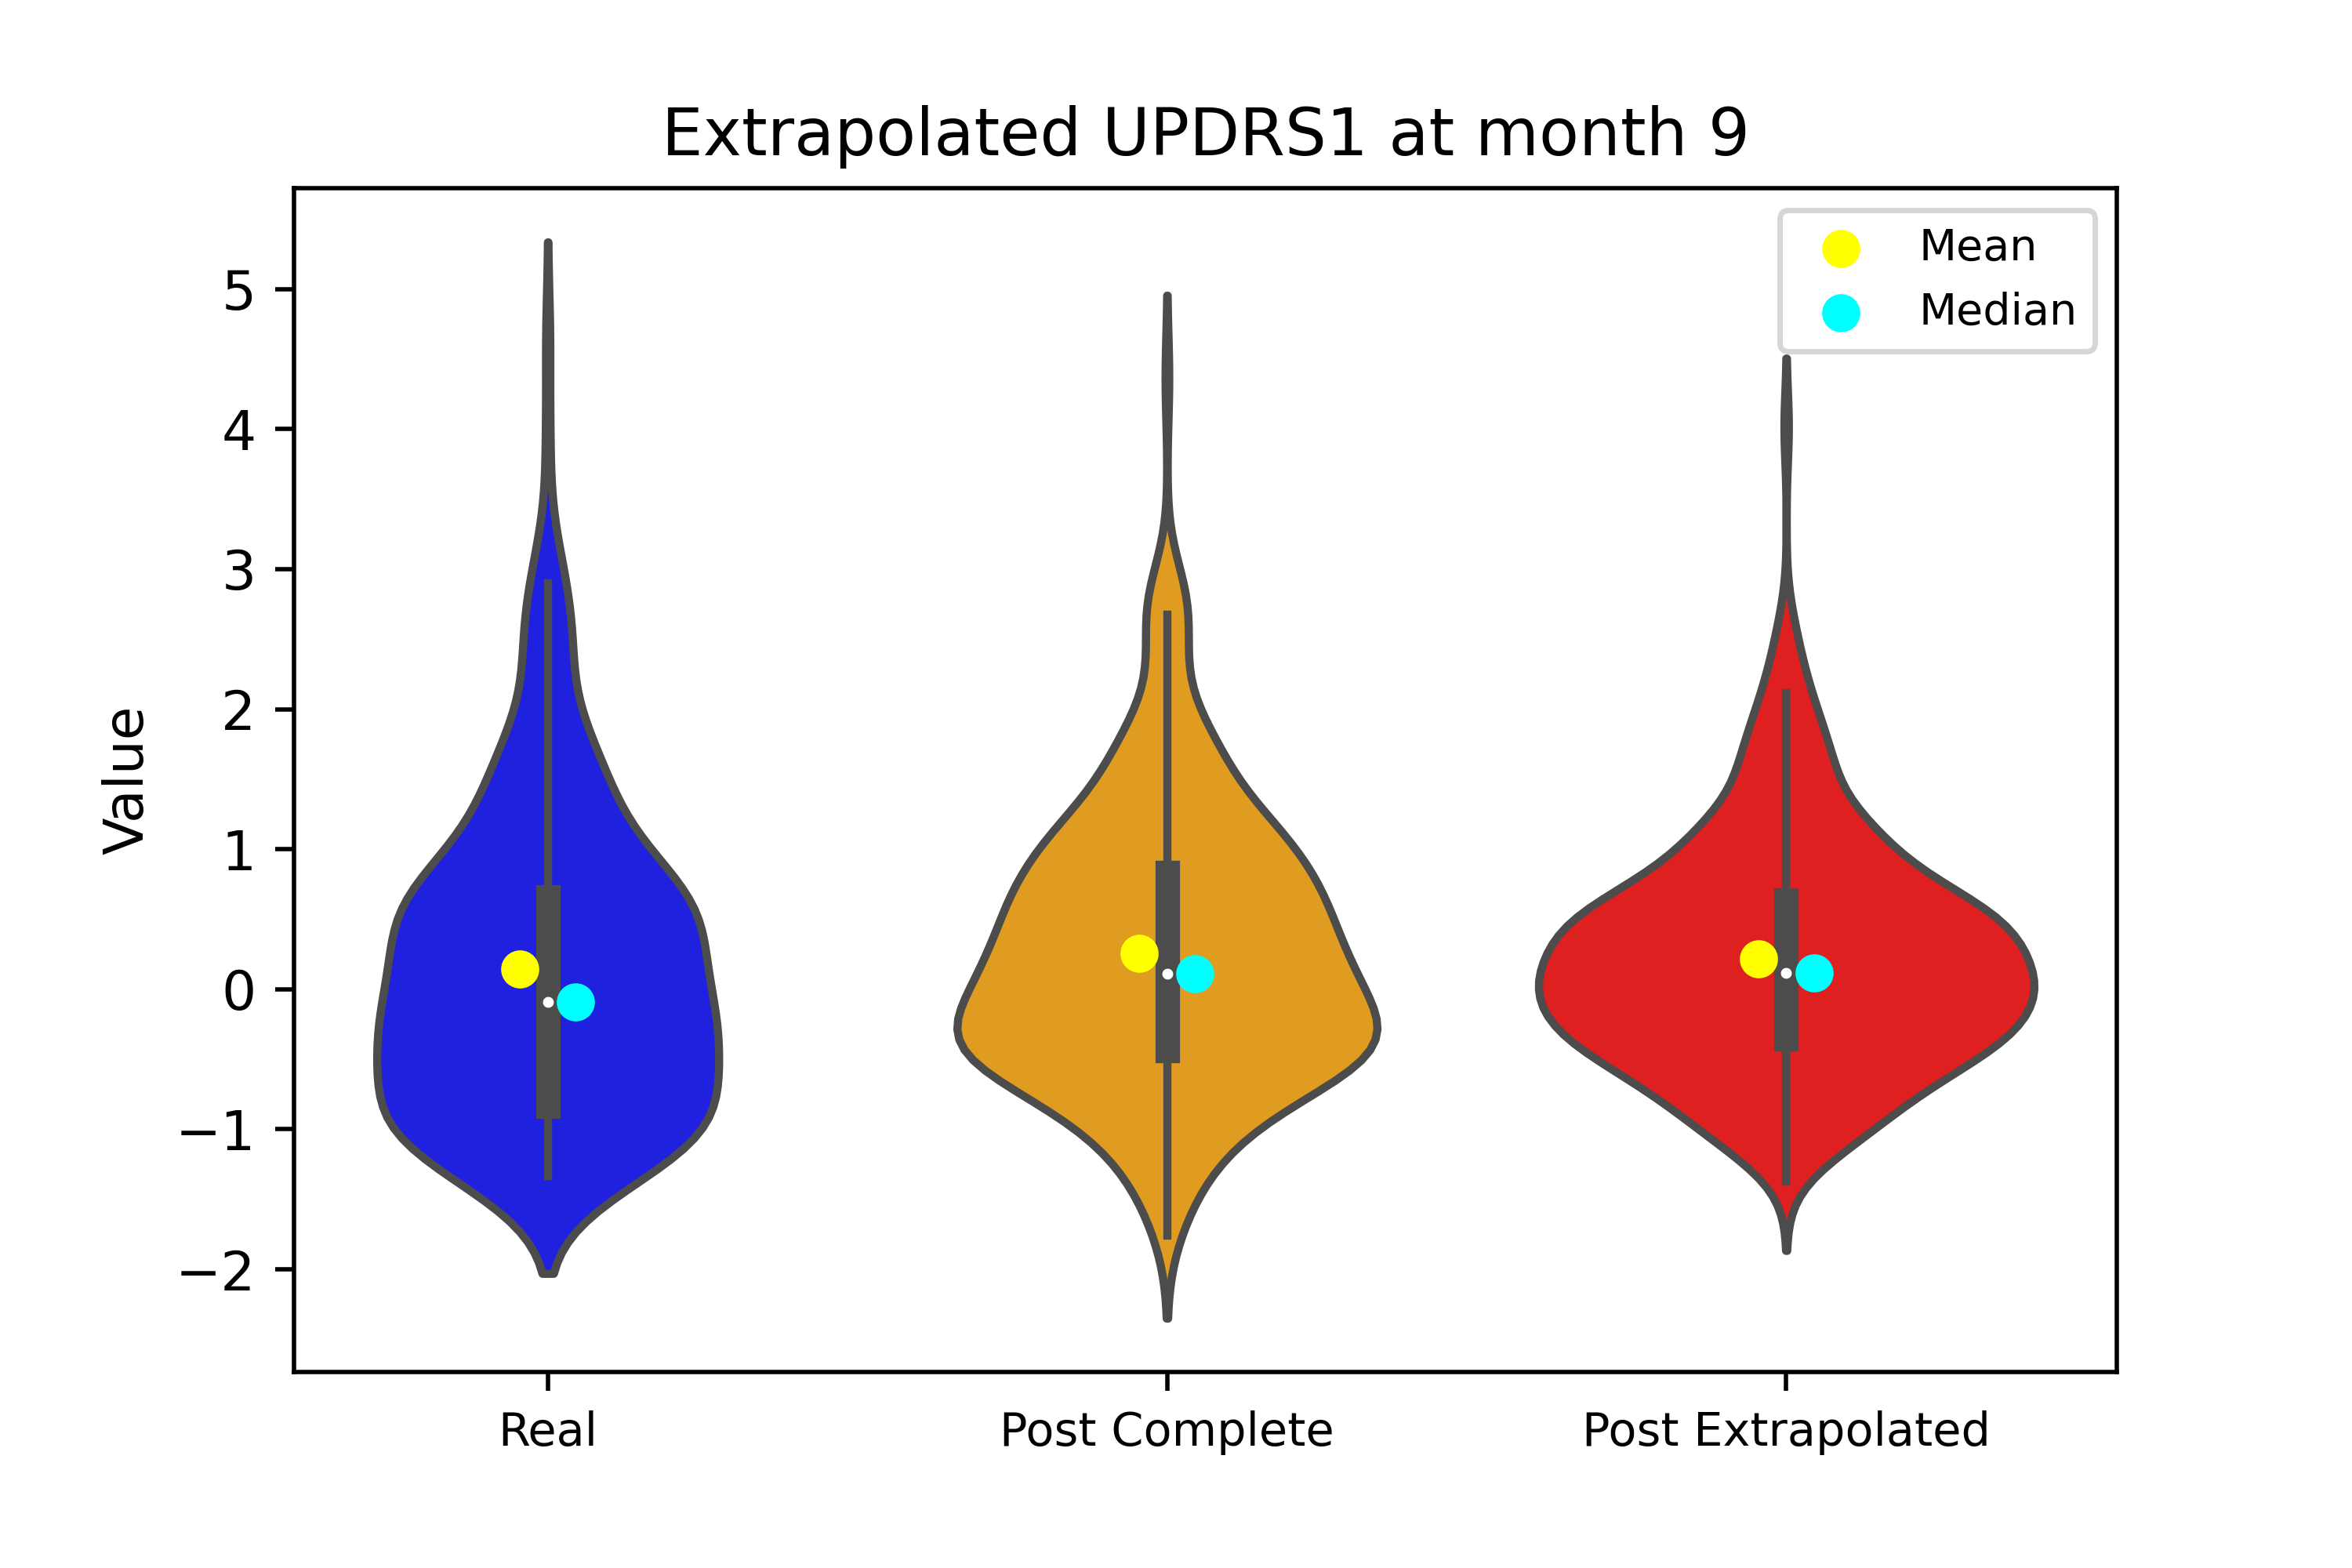 Extrapolated UPDRS1 at month 9
Mean
Median
5
4
3
2
1
0
−1
−2
Value
Real
Post Complete
Post Extrapolated